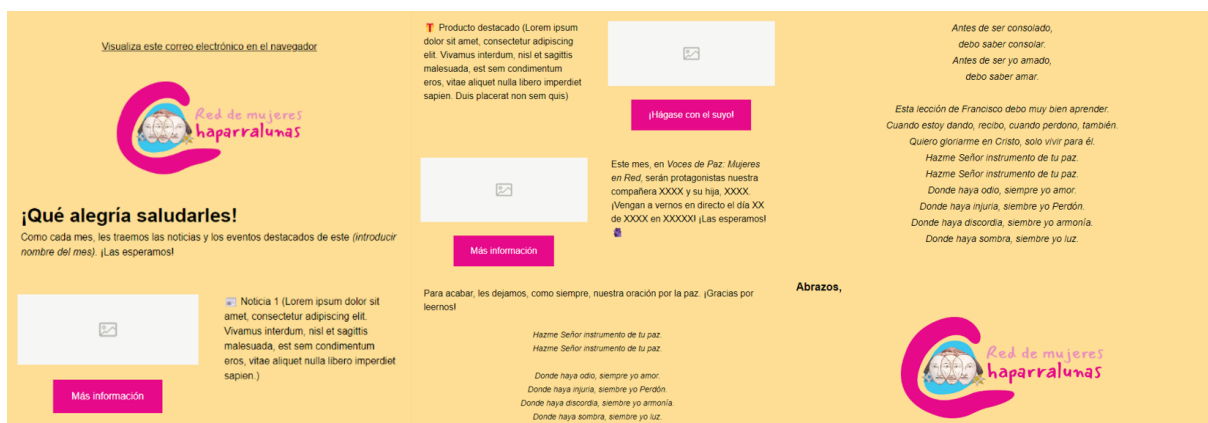 Visualiza este correo electrónico en el navegador
Red de mujeres
haparralunas
¡Qué alegría saludarles!
Como cada mes, les traemos las noticias y los eventos destacados de este (introducir
nombre del mes). ¡Las esperamos!
Noticia 1 (Lorem ipsum dolor sit
amet, consectetur adipiscing elit.
Vivamus interdum, nisl et sagittis
malesuada, est sem condimentum
eros, vitae aliquet nulla libero imperdiet
sapien.)
Más información
Producto destacado (Lorem ipsum
dolor sit amet, consectetur adipiscing
elit. Vivamus interdum, nisl et sagittis
malesuada, est sem condimentum
eros, vitae aliquet nulla libero imperdiet
sapien. Duis placerat non sem quis)
¡Hágase con el suyo!
Este mes, en Voces de Paz: Mujeres
en Red, serán protagonistas nuestra
compañera XXXX y su hija, XXXX.
¡Vengan a vernos en directo el día XX
de XXXX en XXXXX! ¡Las esperamos!
Más información
Para acabar, les dejamos, como siempre, nuestra oración por la paz. ¡Gracias por
leernos!
Hazme Señor instrumento de tu paz.
Hazme Señor instrumento de tu paz.
Donde haya odio, siempre yo amor.
Donde haya injuria, siempre yo Perdón.
Donde haya discordia, siempre yo armonía.
Donde haya sombra, siempre yo luz.
Antes de ser consolado,
debo saber consolar.
Antes de ser yo amado,
debo saber amar.
Esta lección de Francisco debo muy bien aprender.
Cuando estoy dando, recibo, cuando perdono, también.
Quiero gloriarme en Cristo, solo vivir para él.
Hazme Señor instrumento de tu paz.
Hazme Señor instrumento de tu paz.
Donde haya odio, siempre yo amor.
Donde haya injuria, siempre yo Perdón.
Donde haya discordia, siembre yo armonía.
Donde haya sombra, siembre yo luz.
Abrazos,
Red de mujeres
haparralunas